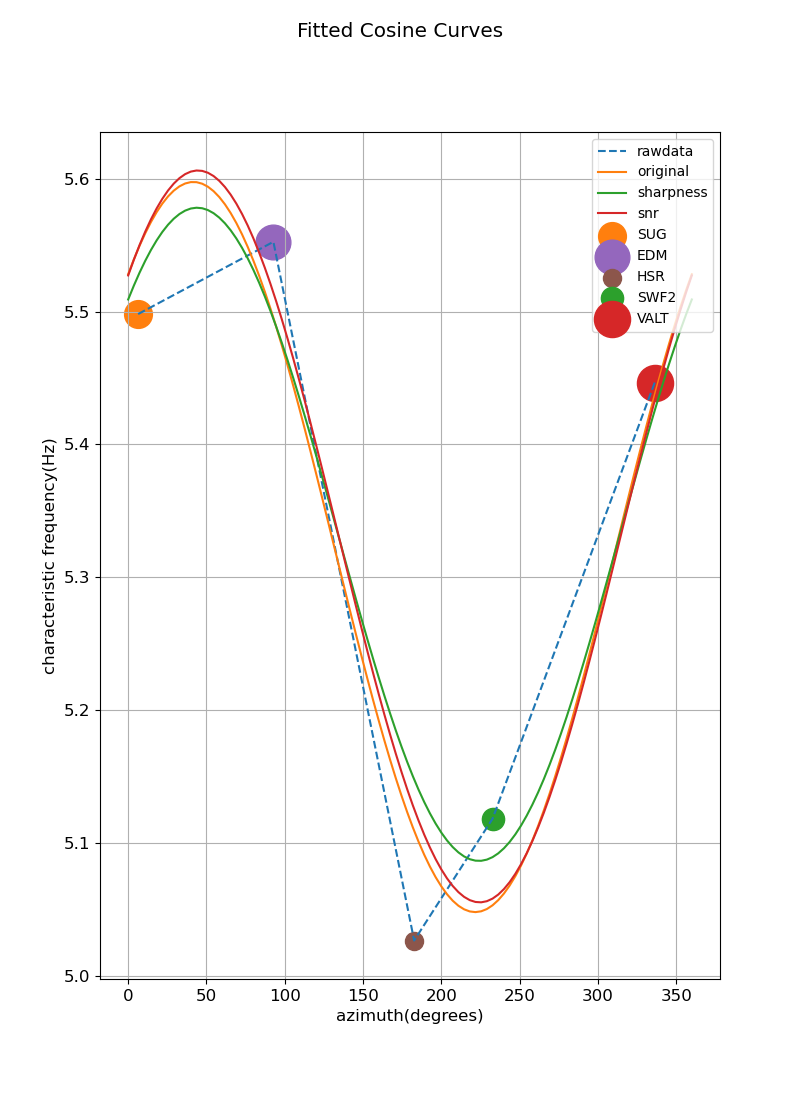 Fitted Cosine Curves
rawdata
original
sharpness
snr
SUG
EDM
HSR
SWF2
VALT
5.6
5.5
5.4
5.3
5.2
5.1
5.0
characteristic frequency(Hz)
0 50 100 150 200 250 300 350
azimuth(degrees)